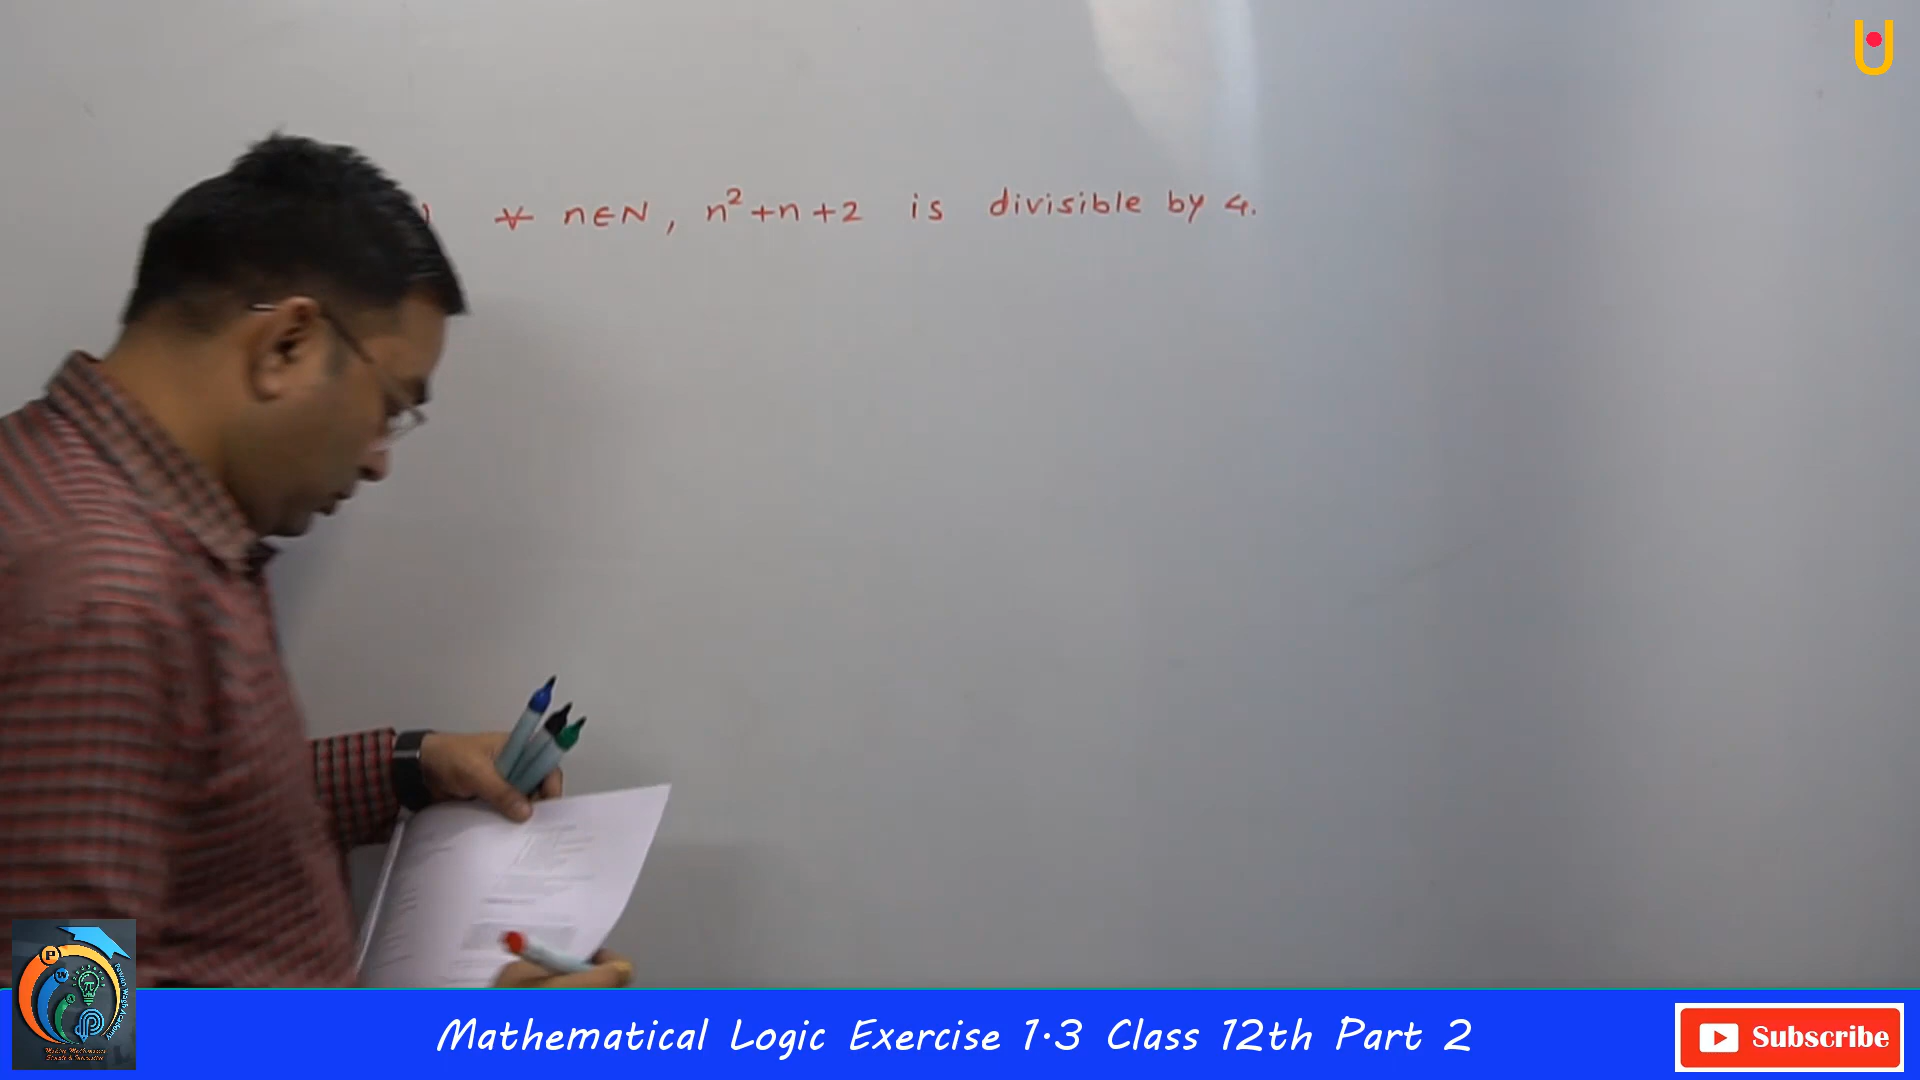 ) ∀ n∈N, n²+n+2 is divisible by 4.
Mathematical Logic Exercise 1.3 Class 12th Part 2
Subscribe